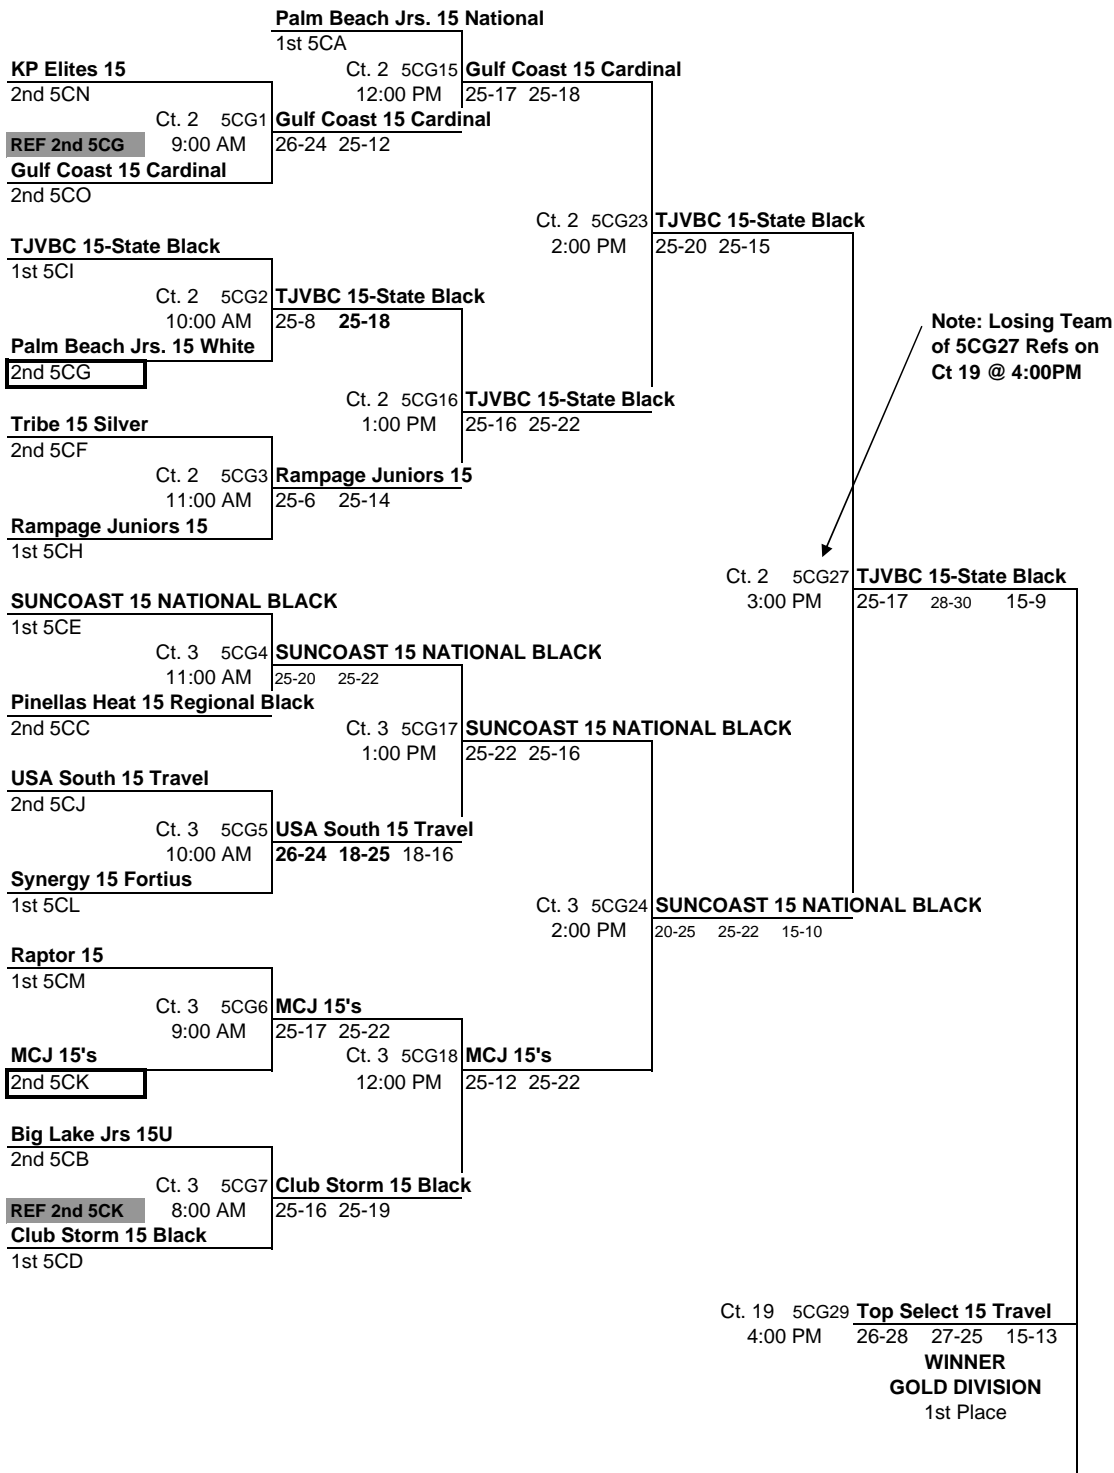 Palm Beach Jrs. 15 National
1st 5CA
KP Elites 15
Ct. 2 5CG15 Gulf Coast 15 Cardinal
2nd 5CN
12:00 PM 25-17 25-18
Ct. 2 5CG1 Gulf Coast 15 Cardinal
REF 2nd 5CG 9:00 AM 26-24 25-12
Gulf Coast 15 Cardinal
2nd 5CO
Ct. 2 5CG23 TJVBC 15-State Black
TJVBC 15-State Black
2:00 PM 25-20 25-15
1st 5CI
Ct. 2 5CG2 TJVBC 15-State Black
10:00 AM 25-8 25-18
Note: Losing Team
Palm Beach Jrs. 15 White
of 5CG27 Refs on
2nd 5CG
Ct 19 @ 4:00PM
Ct. 2 5CG16 TJVBC 15-State Black
Tribe 15 Silver
1:00 PM 25-16 25-22
2nd 5CF
Ct. 2 5CG3 Rampage Juniors 15
11:00 AM 25-6 25-14
Rampage Juniors 15
1st 5CH
Ct. 2 5CG27 TJVBC 15-State Black
SUNCOAST 15 NATIONAL BLACK
3:00 PM 25-17 28-30 15-9
1st 5CE
Ct. 3 5CG4 SUNCOAST 15 NATIONAL BLACK
11:00 AM 25-20 25-22
Pinellas Heat 15 Regional Black
2nd 5CC
Ct. 3 5CG17 SUNCOAST 15 NATIONAL BLACK
1:00 PM 25-22 25-16
USA South 15 Travel
2nd 5CJ
Ct. 3 5CG5 USA South 15 Travel
10:00 AM 26-24 18-25 18-16
Synergy 15 Fortius
1st 5CL
Ct. 3 5CG24 SUNCOAST 15 NATIONAL BLACK
2:00 PM 20-25 25-22 15-10
Raptor 15
1st 5CM
Ct. 3 5CG6 MCJ 15's
9:00 AM 25-17 25-22
MCJ 15's
Ct. 3 5CG18 MCJ 15's
2nd 5CK
12:00 PM 25-12 25-22
Big Lake Jrs 15U
2nd 5CB
Ct. 3 5CG7 Club Storm 15 Black
REF 2nd 5CK 8:00 AM 25-16 25-19
Club Storm 15 Black
1st 5CD
Ct. 19 5CG29 Top Select 15 Travel
4:00 PM 26-28 27-25 15-13
WINNER
GOLD DIVISION
1st Place